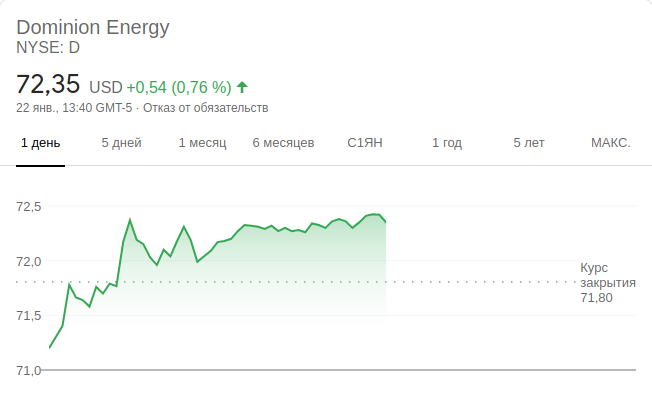 Dominion Energy
NYSE: D
72,35 USD +0,54 (0,76 %)
22 янв., 13:40 GMT-5 · Отказ от обязательств
1 день 5 дней 1 месяц 6 месяцев С1ЯН 1 год 5 лет МАКС.
72,5
72,0
Курс
закрытия
71,80
71,5
71,0